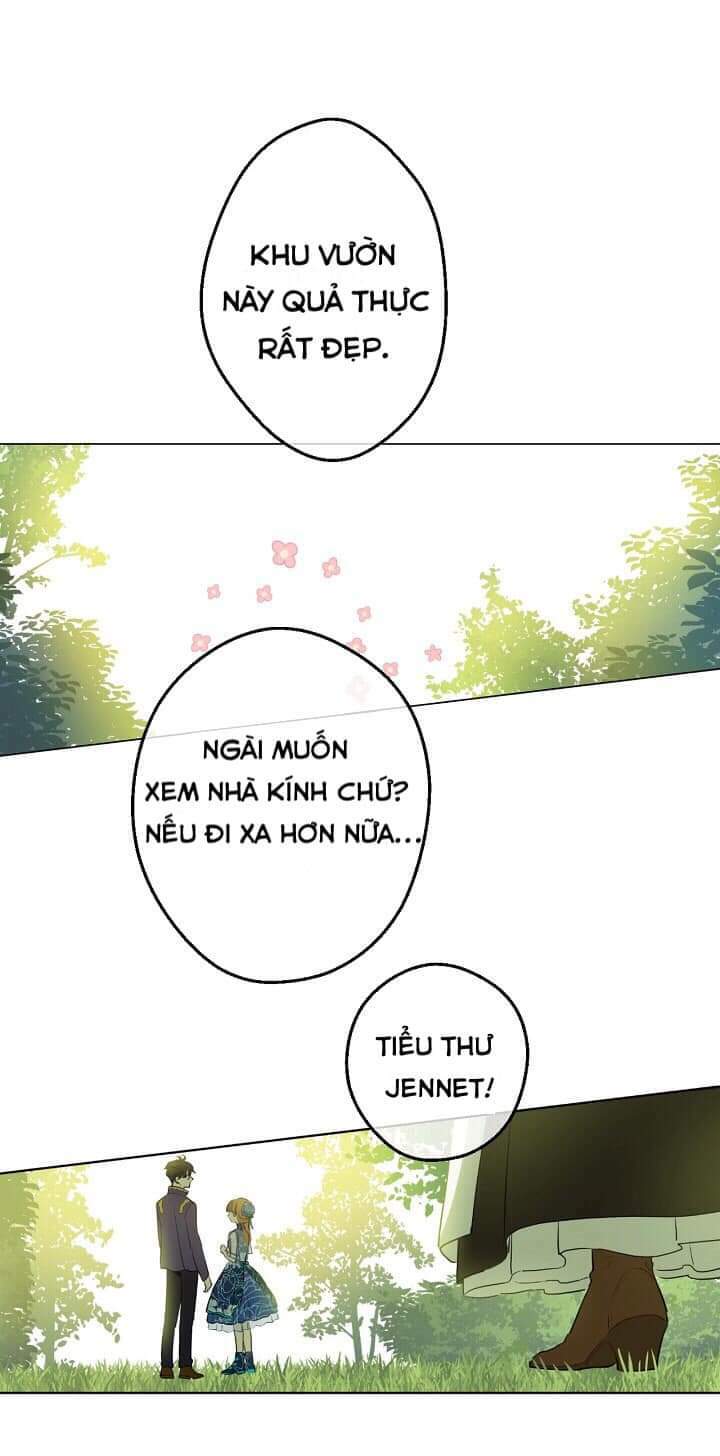 KHU VƯỜN
NÀY QUẢ THỰC
RẤT ĐẸP.
NGÀI MUỐN
XEM NHÀ KÍNH CHỨ?
NẾU ĐI XA HƠN NỮA...
TIỂU THƯ
JENNET!